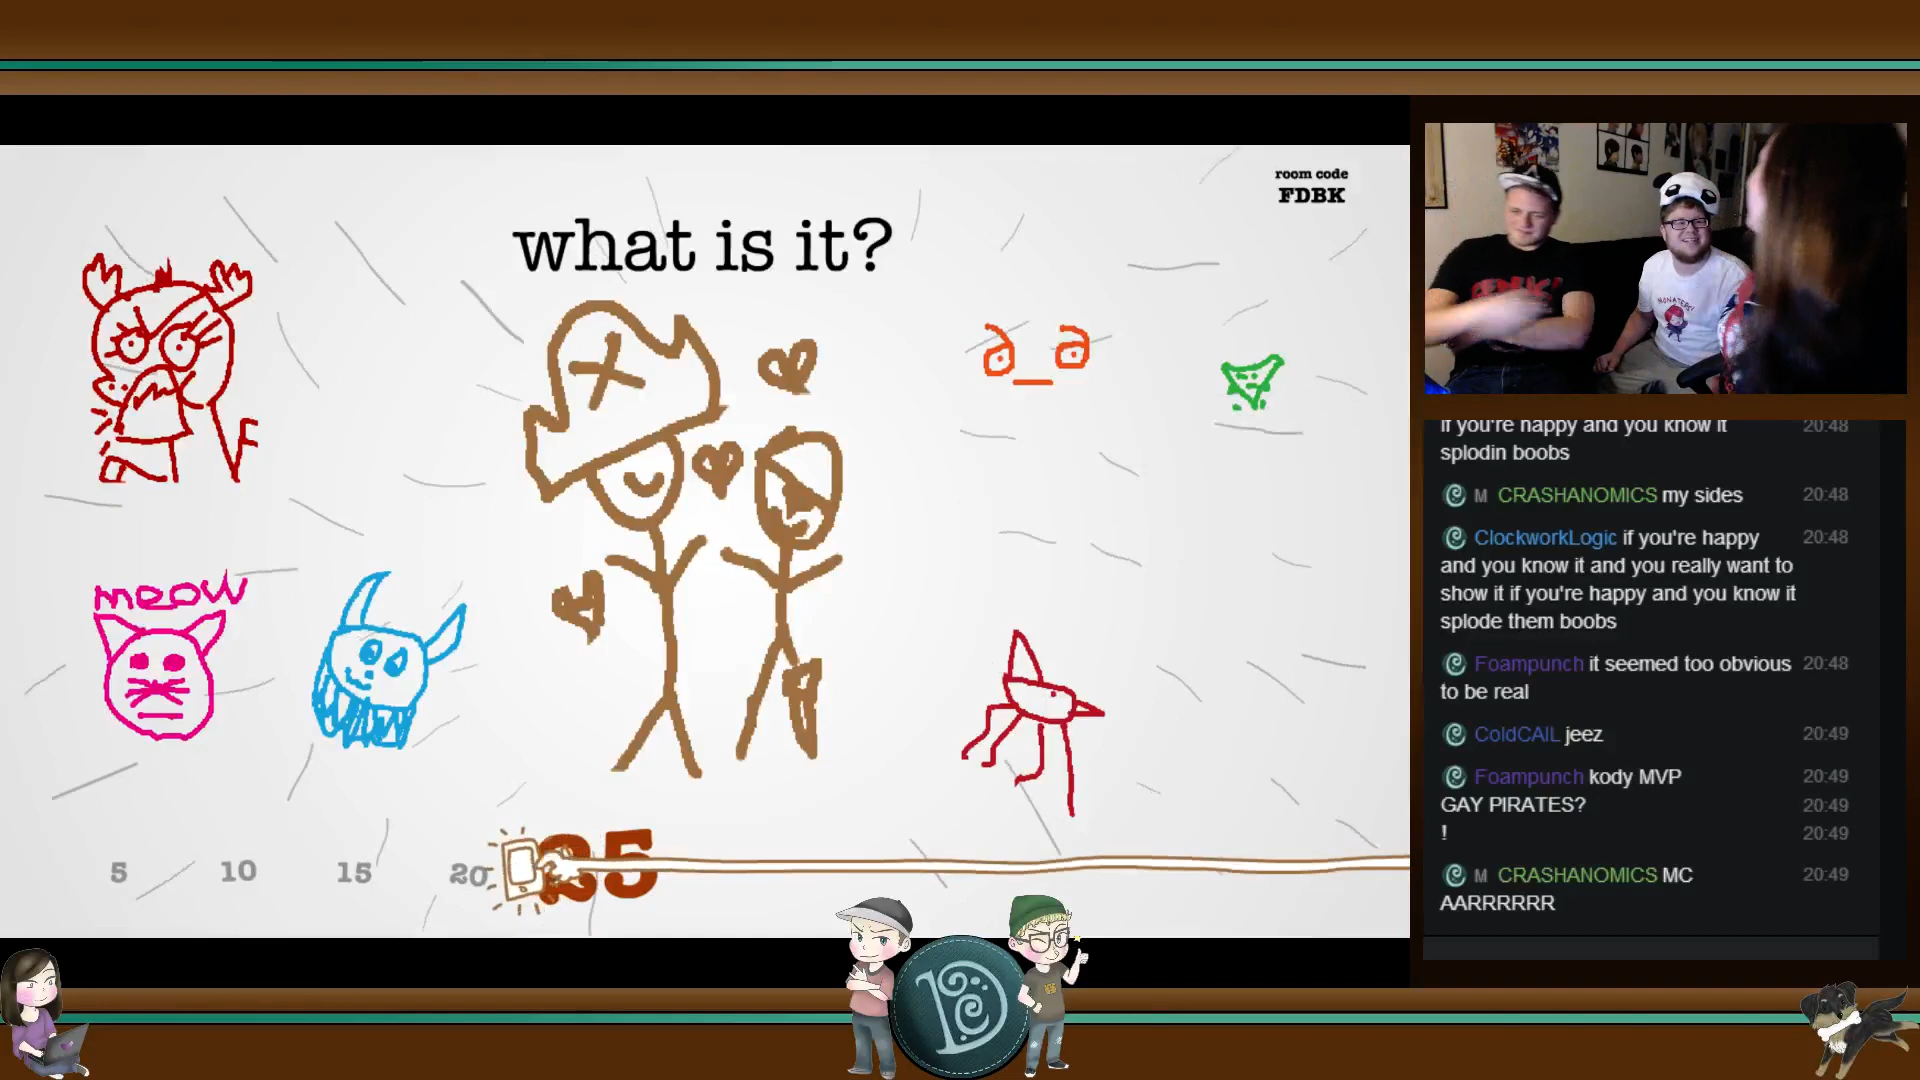 room code
FDBK
what is it?
meow
5
10
15
20
25
if you're happy and you know it
20:48
splodin boobs
M CRASHANOMICS my sides
20:48
ClockworkLogic if you're happy
20:48
and you know it and you really want to
show it if you're happy and you know it
splode them boobs
Foampunch it seemed too obvious
20:48
to be real
ColdCAIL jeez
20:49
Foampunch kody MVP
20:49
GAY PIRATES?
20:49
!
20:49
M CRASHANOMICS MC
20:49
AARRRRRR